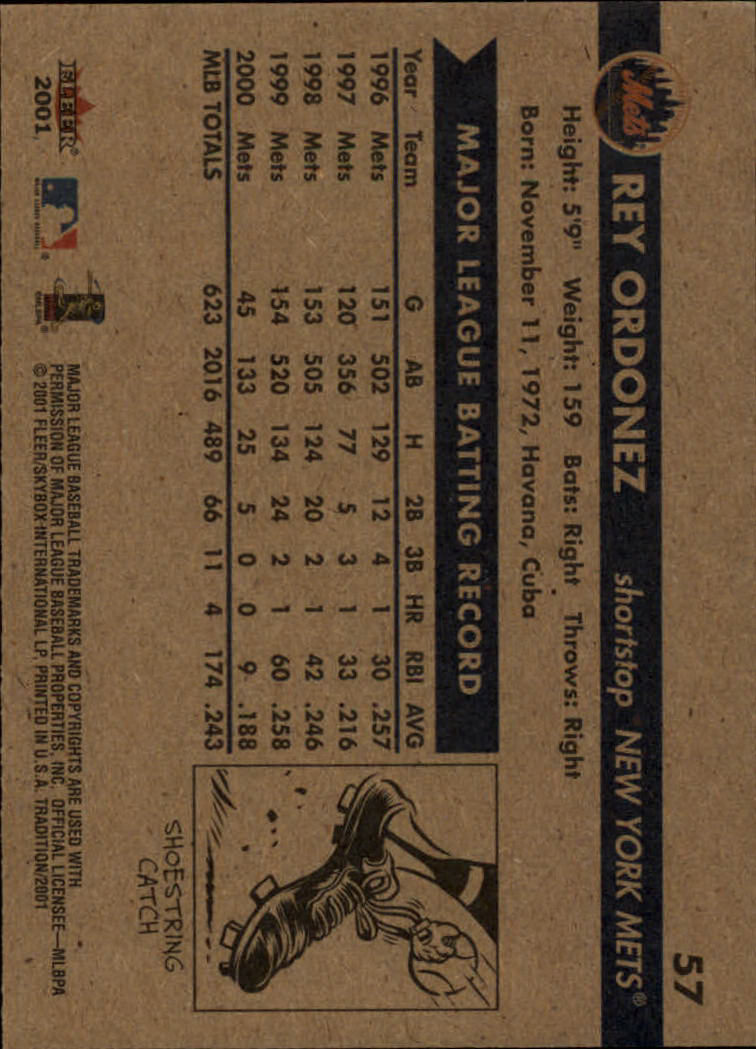 57
Mets
REY ORDONEZ shortstop NEW YORK METS®
Height: 5'9" Weight: 159 Bats: Right Throws: Right
Born: November 11, 1972, Havana, Cuba
MAJOR LEAGUE BATTING RECORD
Year Team G AB H 2B 3B HR RBI AVG
1996 Mets 151 502 129 12 4 1 30 .257
1997 Mets 120 356 77 5 3 1 33 .216
1998 Mets 153 505 124 20 2 1 42 .246
1999 Mets 154 520 134 24 2 1 60 .258
2000 Mets 45 133 25 5 0 0 9 .188
MLB TOTALS 623 2016 489 66 11 4 174 .243
SHOESTRING
CATCH
FLEER®
2001
MAJOR LEAGUE BASEBALL TRADEMARKS AND COPYRIGHTS ARE USED WITH
PERMISSION OF MAJOR LEAGUE BASEBALL PROPERTIES, INC. OFFICIAL LICENSEE—MLBPA
© 2001 FLEER/SKYBOX INTERNATIONAL LP, PRINTED IN U.S.A. TRADITION/2001